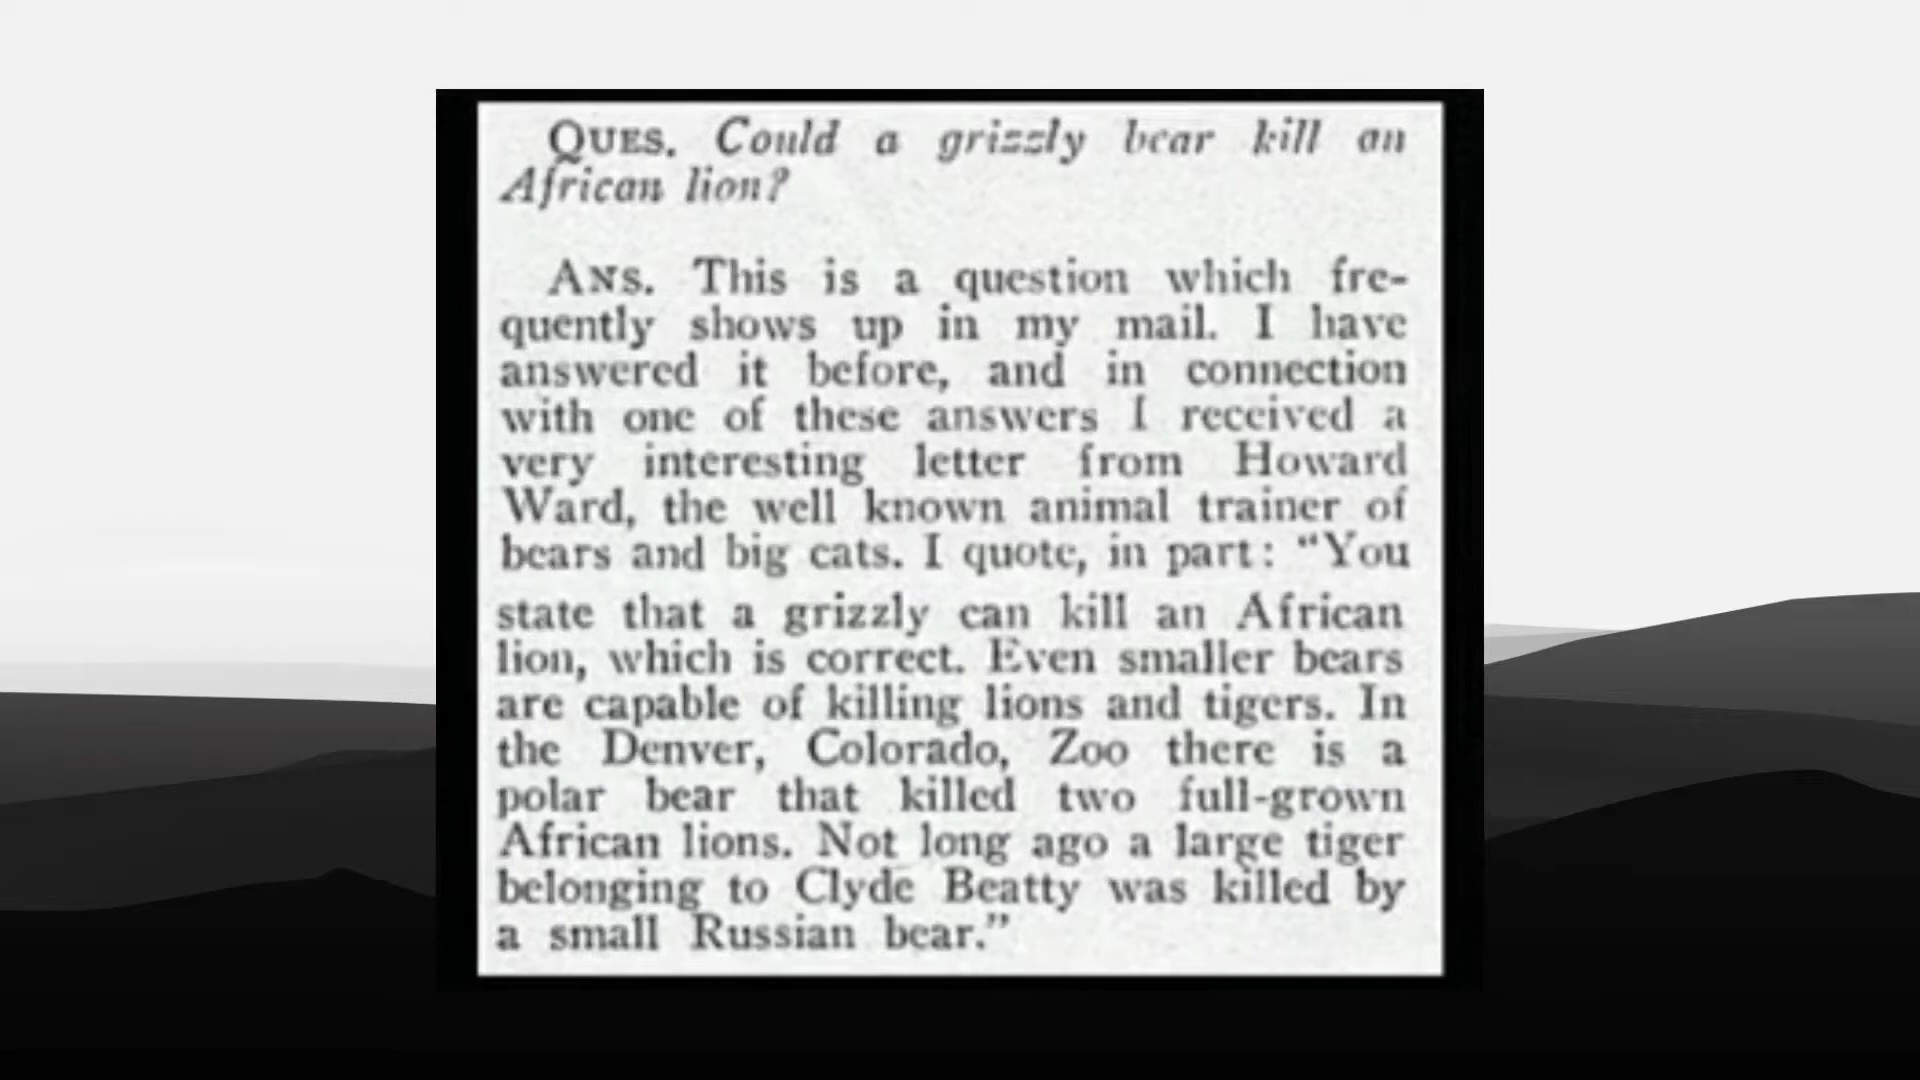 QUES. Could a grizzly bear kill an
African lion?
ANS. This is a question which fre-
quently shows up in my mail. I have
answered it before, and in connection
with one of these answers I received a
very interesting letter from Howard
Ward, the well known animal trainer of
bears and big cats. I quote, in part: "You
state that a grizzly can kill an African
lion, which is correct. Even smaller bears
are capable of killing lions and tigers. In
the Denver, Colorado, Zoo there is a
polar bear that killed two full-grown
African lions. Not long ago a large tiger
belonging to Clyde Beatty was killed by
a small Russian bear."